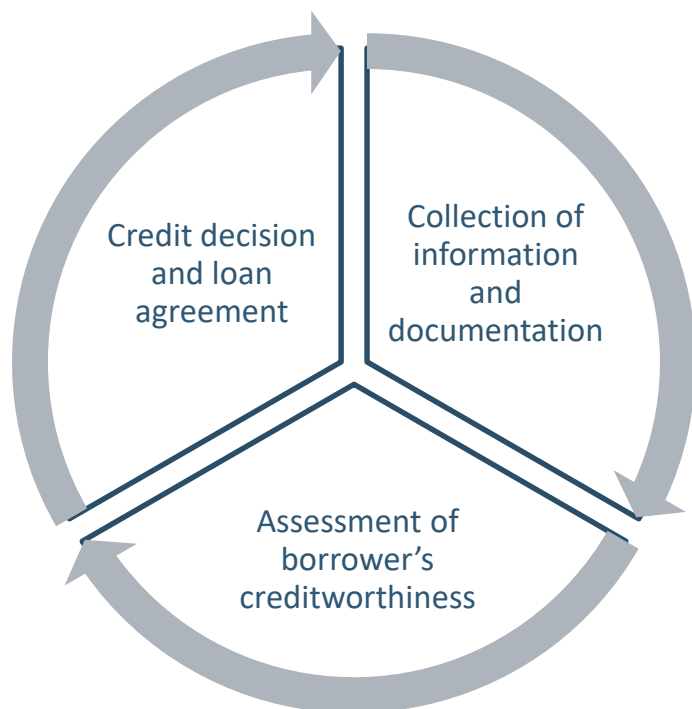 Credit decision
and loan
agreement
Collection of
information
and
documentation
Assessment of
borrower’s
creditworthiness